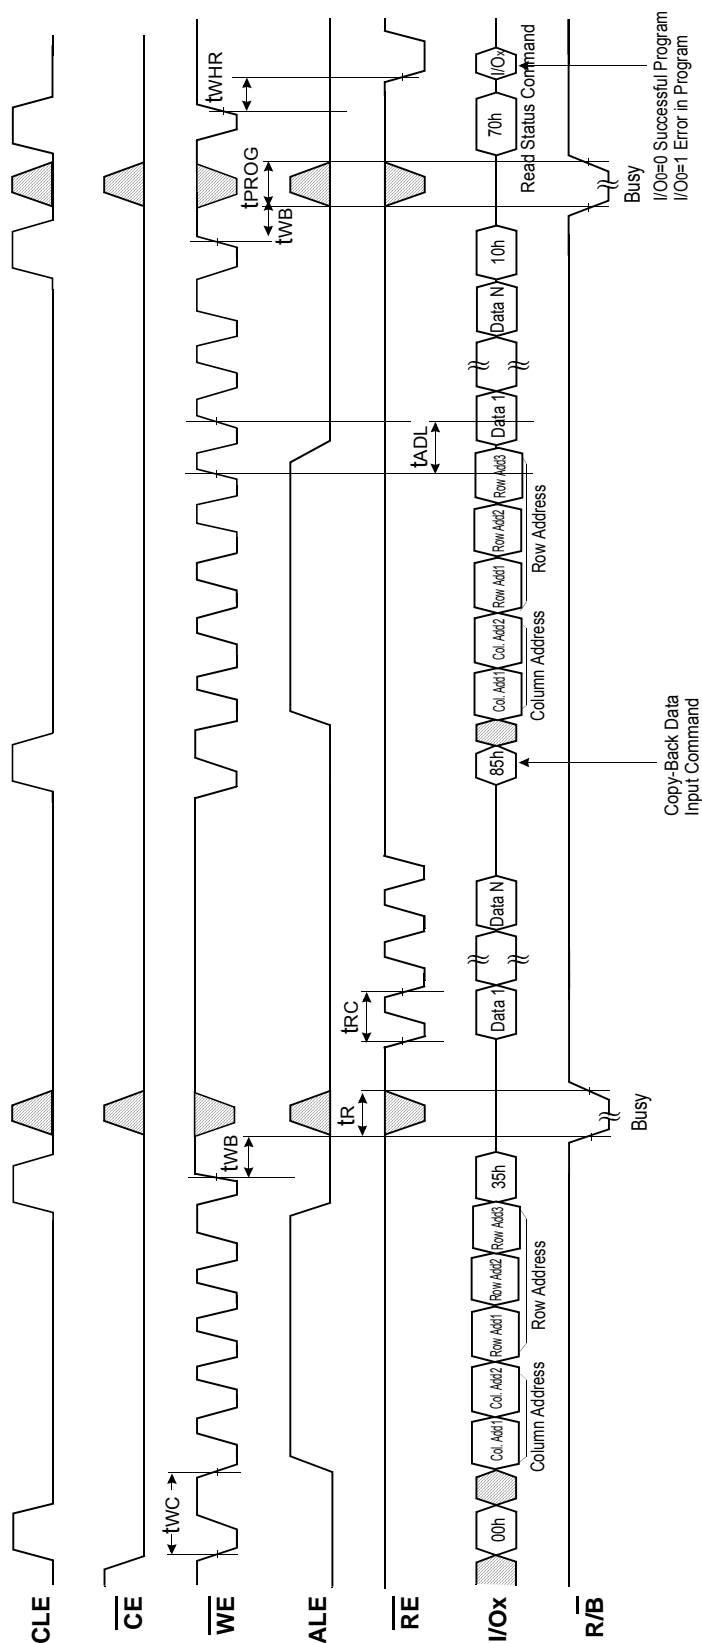 CLE
CE
WE
tWC
tWB
tADL
tWB
tPROG
tWHR
ALE
RE
tR
tRC
I/Ox
00h
Col. Add1
Col. Add2
Row Add1
Row Add2
Row Add3
35h
Data 1
Data N
85h
Col. Add1
Col. Add2
Row Add1
Row Add2
Row Add3
Data 1
Data N
10h
70h
I/Ox
Column Address
Row Address
Column Address
Row Address
Read Status Command
R/B
Busy
Busy
Copy-Back Data
Input Command
I/O0=0 Successful Program
I/O0=1 Error in Program